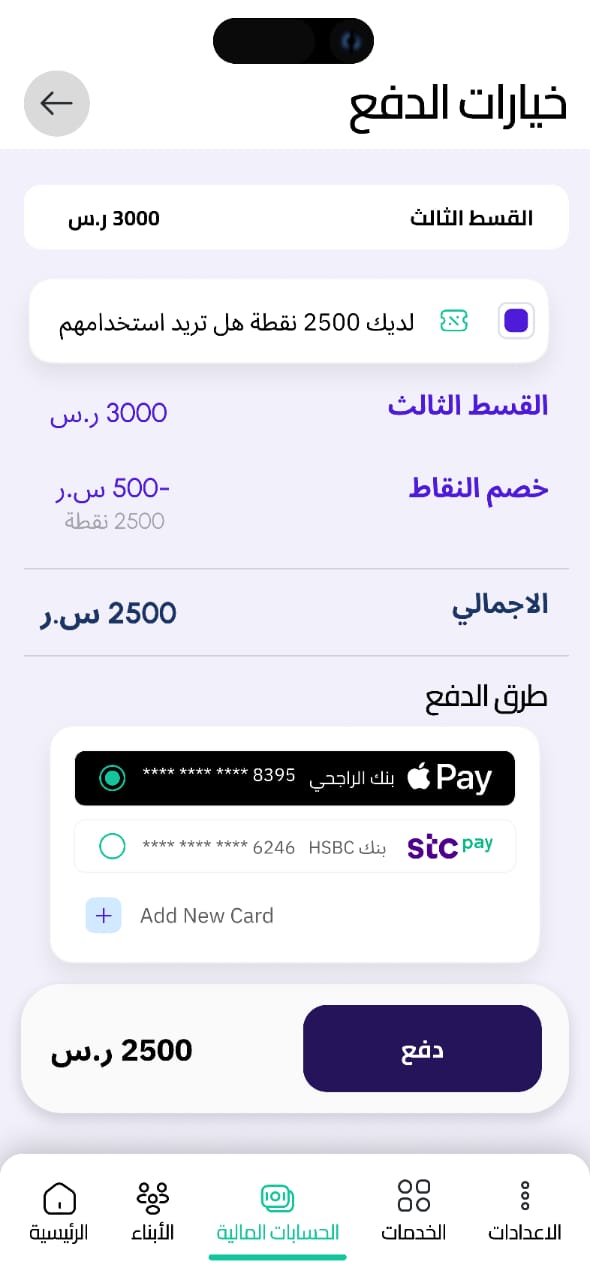 خيارات الدفع
القسط الثالث 3000 ر.س
لديك 2500 نقطة هل تريد استخدامهم
القسط الثالث 3000 ر.س
خصم النقاط -500 س.ر
2500 نقطة
الاجمالي 2500 س.ر
طرق الدفع
Pay بنك الراجحي **** **** **** 8395
stc pay بنك HSBC **** **** **** 6246
+ Add New Card
دفع 2500 ر.س
الاعدادات الخدمات الحسابات المالية الأبناء الرئيسية